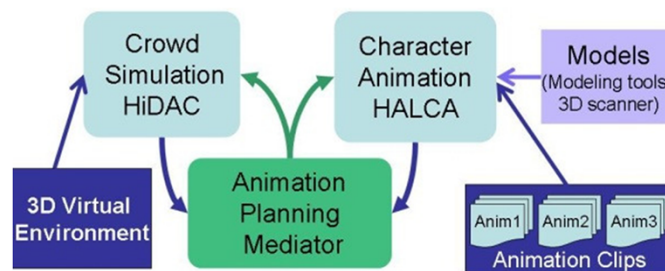 Crowd
Simulation
HiDAC
Character
Animation
HALCA
Models
(Modeling tools
3D scanner)
3D Virtual
Environment
Animation
Planning
Mediator
Anim1
Anim2
Anim3
Animation Clips